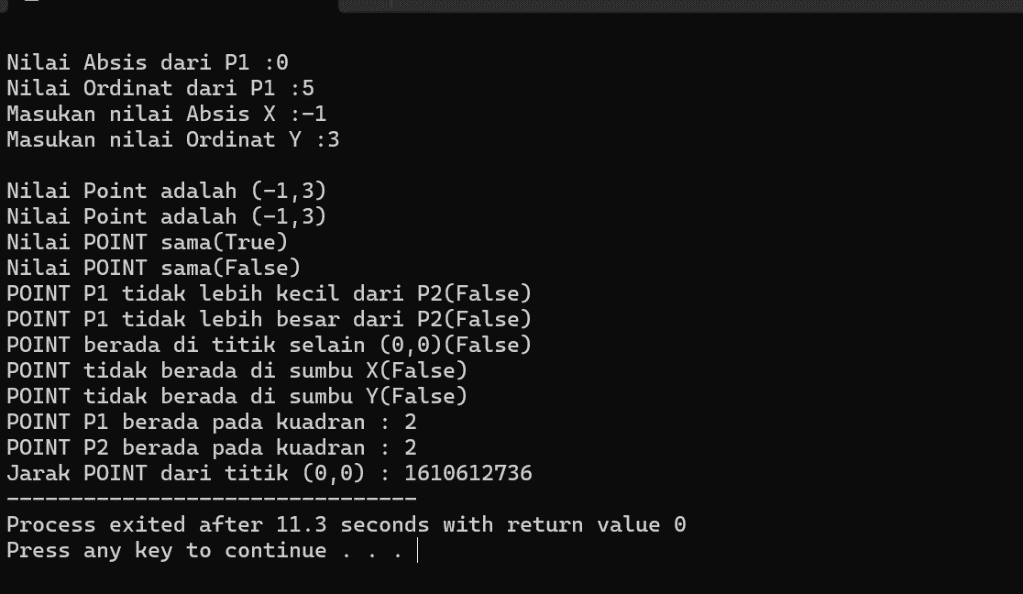 Nilai Absis dari P1 :0
Nilai Ordinat dari P1 :5
Masukan nilai Absis X :-1
Masukan nilai Ordinat Y :3
Nilai Point adalah (-1,3)
Nilai Point adalah (-1,3)
Nilai POINT sama(True)
Nilai POINT sama(False)
POINT P1 tidak lebih kecil dari P2(False)
POINT P1 tidak lebih besar dari P2(False)
POINT berada di titik selain (0,0)(False)
POINT tidak berada di sumbu X(False)
POINT tidak berada di sumbu Y(False)
POINT P1 berada pada kuadran : 2
POINT P2 berada pada kuadran : 2
Jarak POINT dari titik (0,0) : 1610612736
--------------------------------
Process exited after 11.3 seconds with return value 0
Press any key to continue . . .